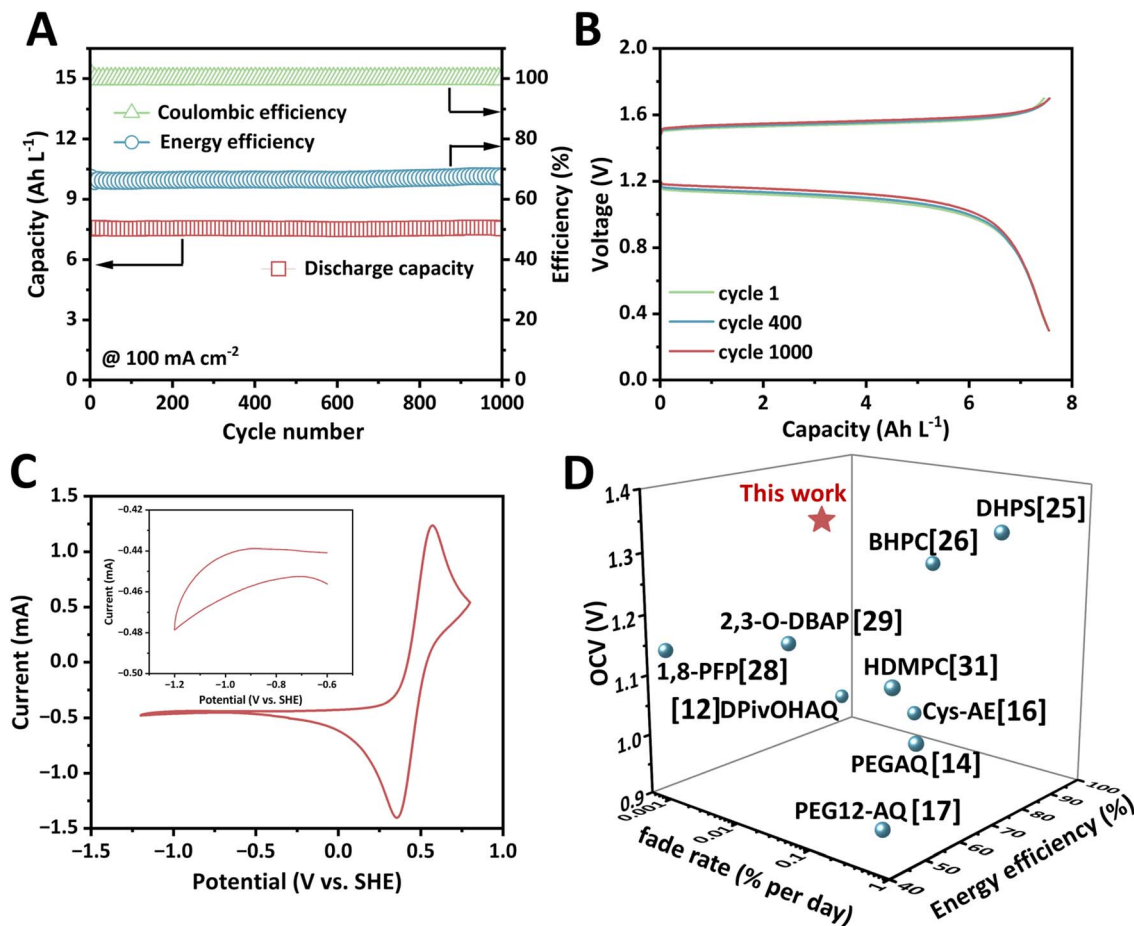 A
Capacity (Ah L⁻¹)
15
12
9
6
3
0
Coulombic efficiency
Energy efficiency
Discharge capacity
@ 100 mA cm⁻²
0 200 400 600 800 1000
Cycle number
100
80
60
40
20
0
Efficiency (%)
B
Voltage (V)
2.0
1.6
1.2
0.8
0.4
0.0
cycle 1
cycle 400
cycle 1000
0 2 4 6 8
Capacity (Ah L⁻¹)
C
Current (mA)
1.5
1.0
0.5
0.0
−0.5
−1.0
−1.5
−1.5 −1.0 −0.5 0.0 0.5 1.0
Potential (V vs. SHE)
Current (mA)
−0.42
−0.44
−0.46
−0.48
−0.50
−1.2 −1.0 −0.8 −0.6
Potential (V vs. SHE)
D
OCV (V)
1.4
1.3
1.2
1.1
1.0
0.9
This work
DHPS[25]
BHPC[26]
2,3-O-DBAP [29]
1,8-PFP[28]
HDMPC[31]
[12]DPivOHAQ
Cys-AE[16]
PEGAQ[14]
PEG12-AQ[17]
0.001 0.01 0.1 1
fade rate (% per day)
40 50 60 70 80 90 100
Energy efficiency (%)